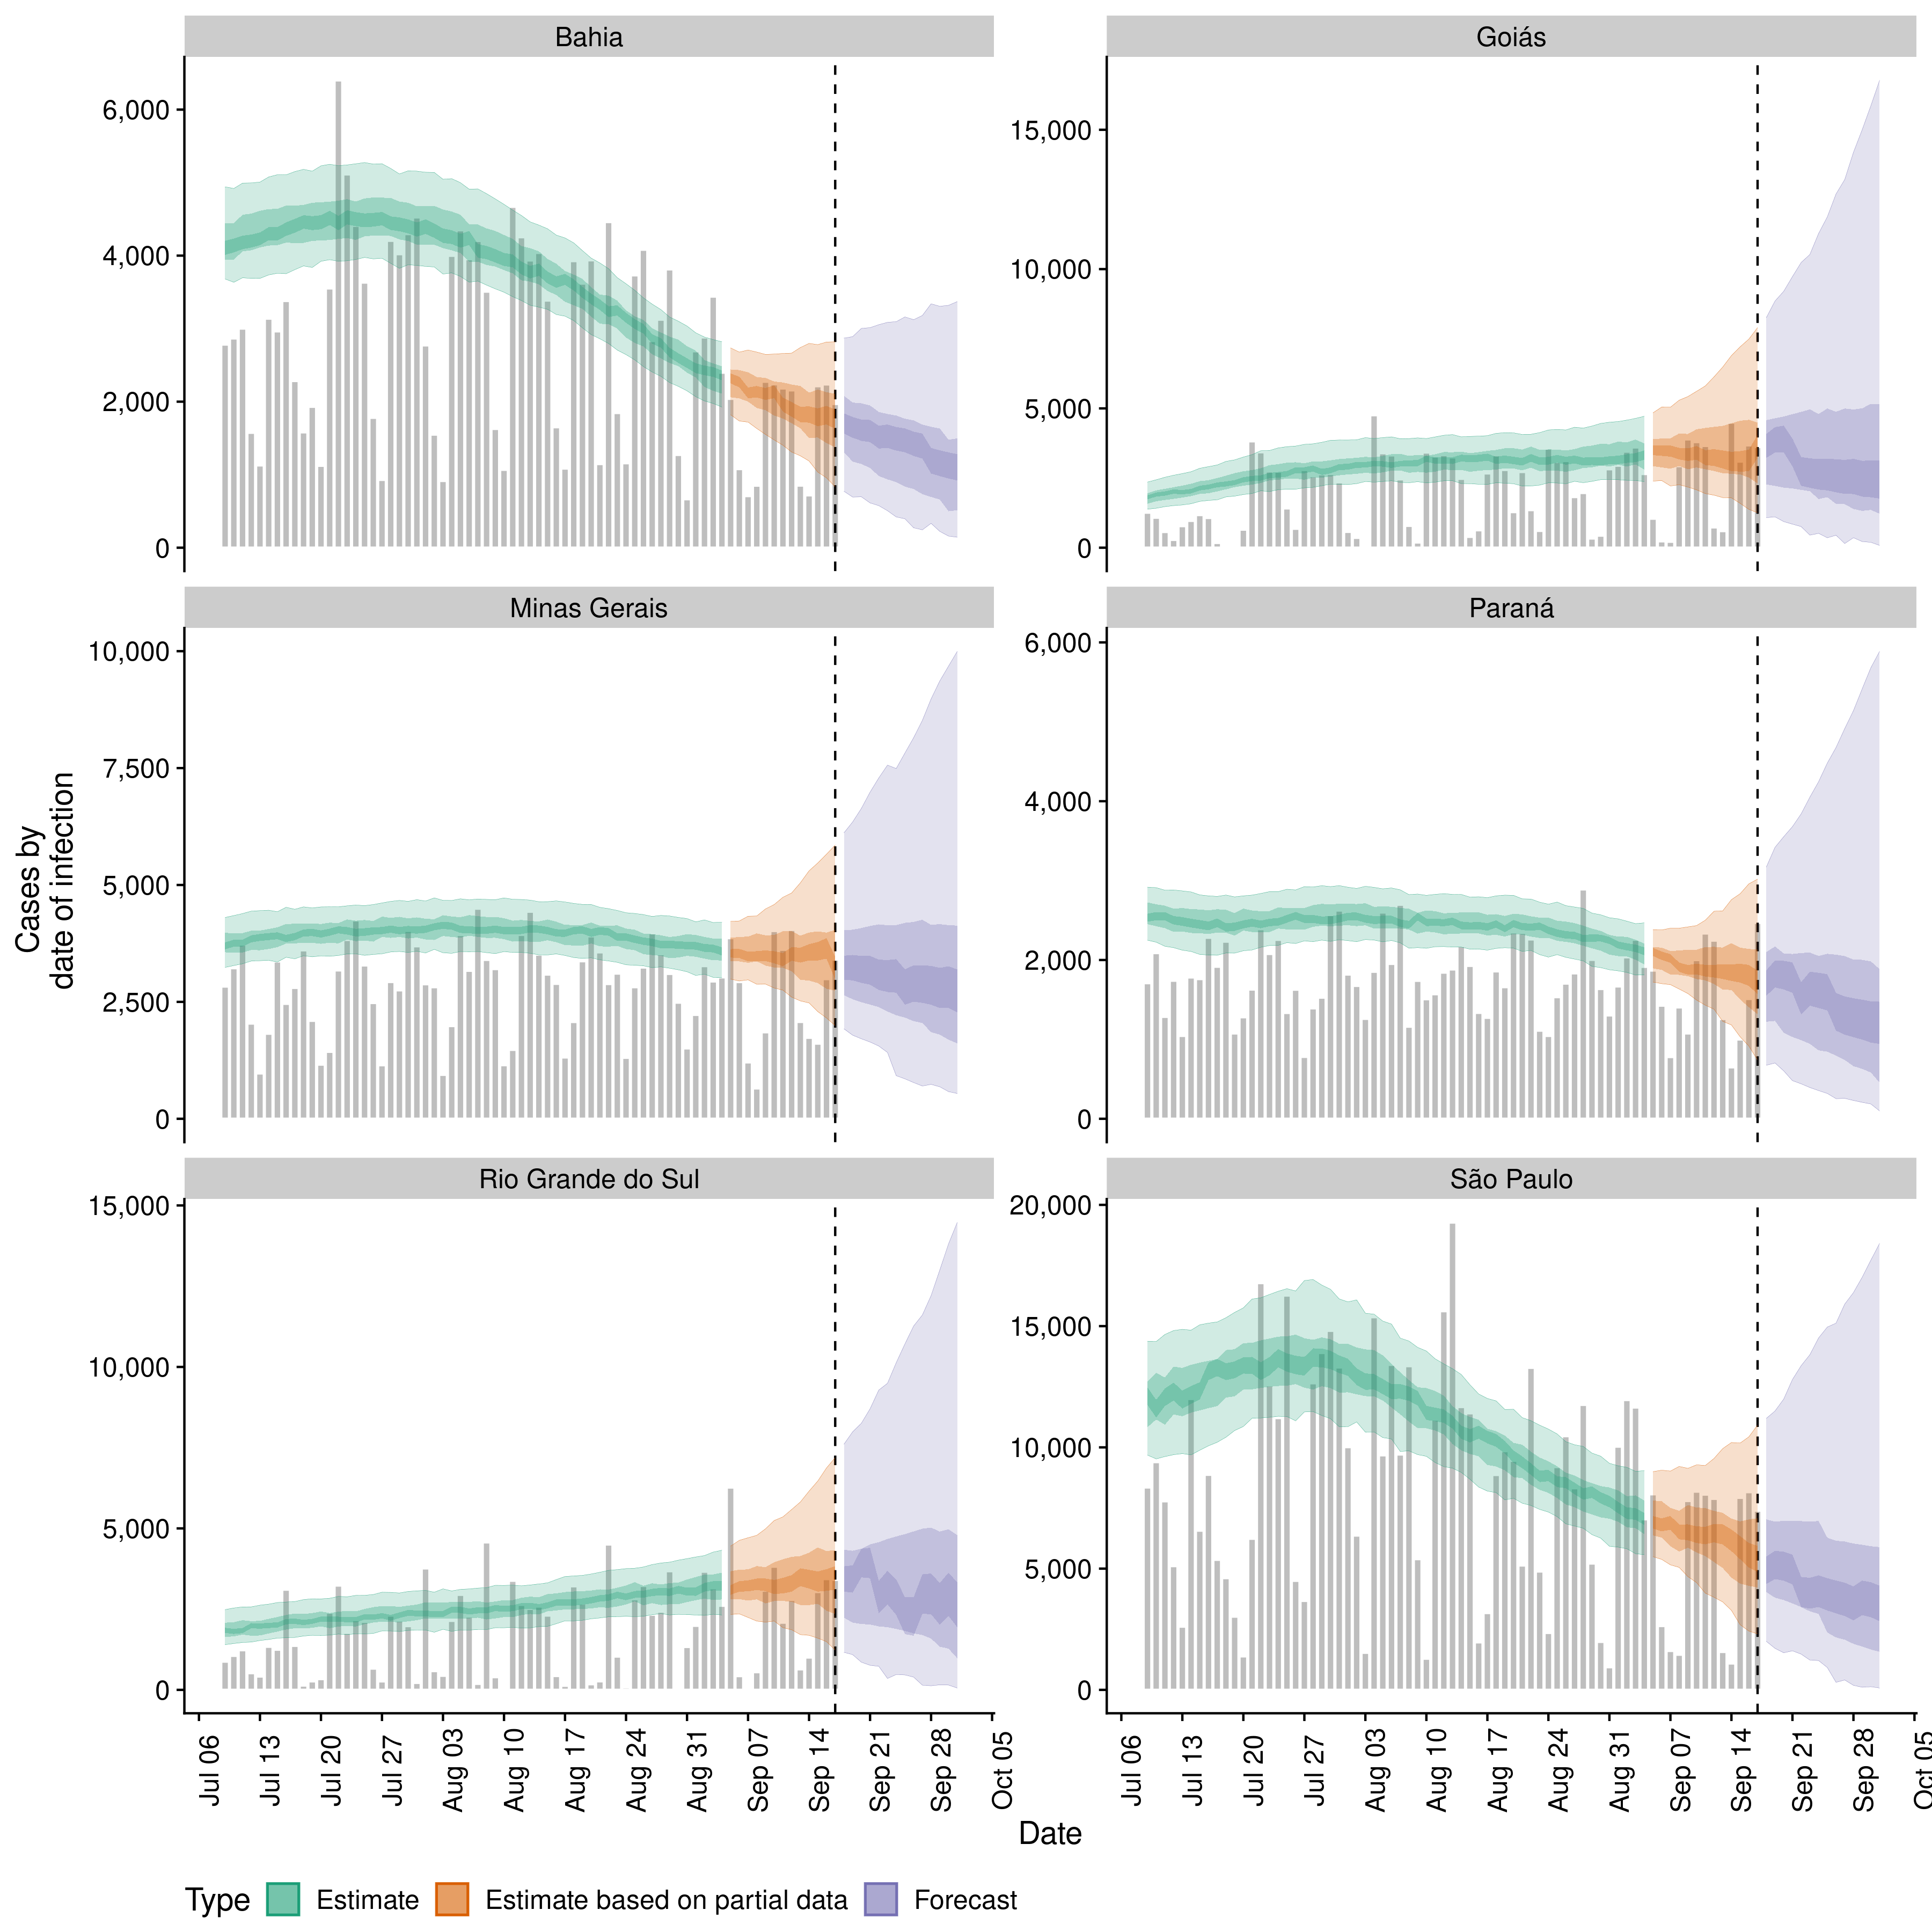 Bahia
Goiás
6,000
4,000
2,000
0
15,000
10,000
5,000
0
Minas Gerais
Paraná
10,000
7,500
5,000
2,500
0
6,000
4,000
2,000
0
Rio Grande do Sul
São Paulo
15,000
10,000
5,000
0
20,000
15,000
10,000
5,000
0
Cases by
date of infection
Jul 06
Jul 13
Jul 20
Jul 27
Aug 03
Aug 10
Aug 17
Aug 24
Aug 31
Sep 07
Sep 14
Sep 21
Sep 28
Oct 05
Jul 06
Jul 13
Jul 20
Jul 27
Aug 03
Aug 10
Aug 17
Aug 24
Aug 31
Sep 07
Sep 14
Sep 21
Sep 28
Oct 05
Date
Type Estimate Estimate based on partial data Forecast